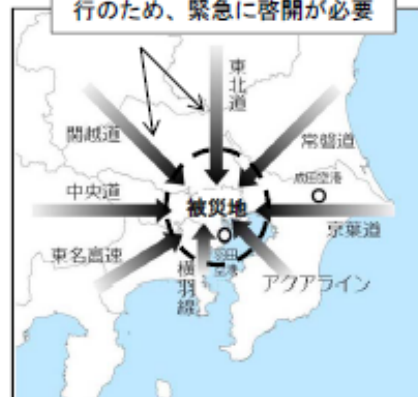 行のため、緊急に啓開が必要
東北道
関越道
常磐道
成田空港
中央道
被災地
京葉道
東名高速
羽田空港
横羽線
アクアライン